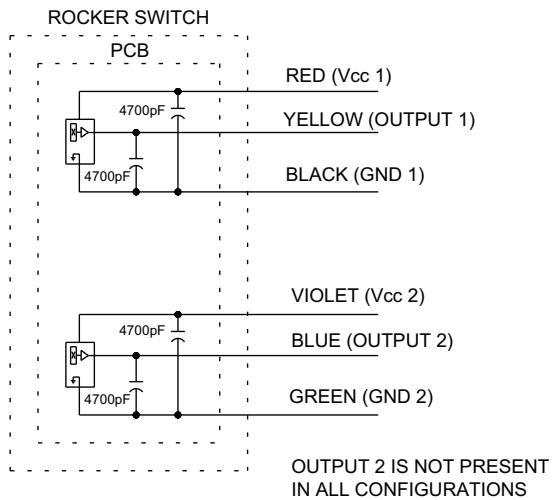 ROCKER SWITCH
PCB
RED (Vcc 1)
4700pF
YELLOW (OUTPUT 1)
4700pF
BLACK (GND 1)
VIOLET (Vcc 2)
4700pF
BLUE (OUTPUT 2)
4700pF
GREEN (GND 2)
OUTPUT 2 IS NOT PRESENT
IN ALL CONFIGURATIONS